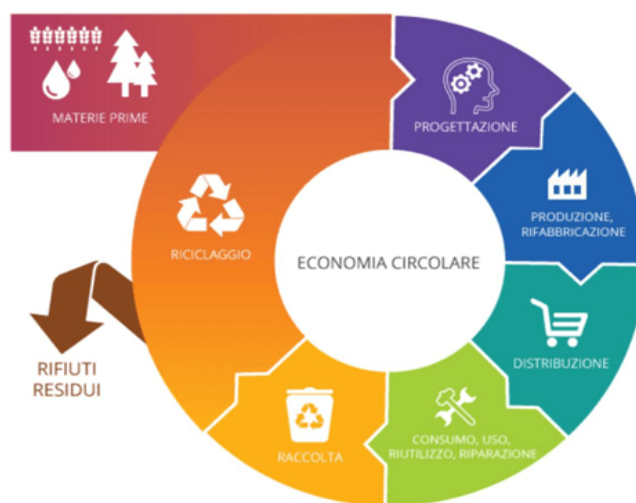 MATERIE PRIME
PROGETTAZIONE
PRODUZIONE,
RIFABBRICAZIONE
DISTRIBUZIONE
CONSUMO, USO,
RIUTILIZZO, RIPARAZIONE
RACCOLTA
RICICLAGGIO
RIFIUTI
RESIDUI
ECONOMIA CIRCOLARE